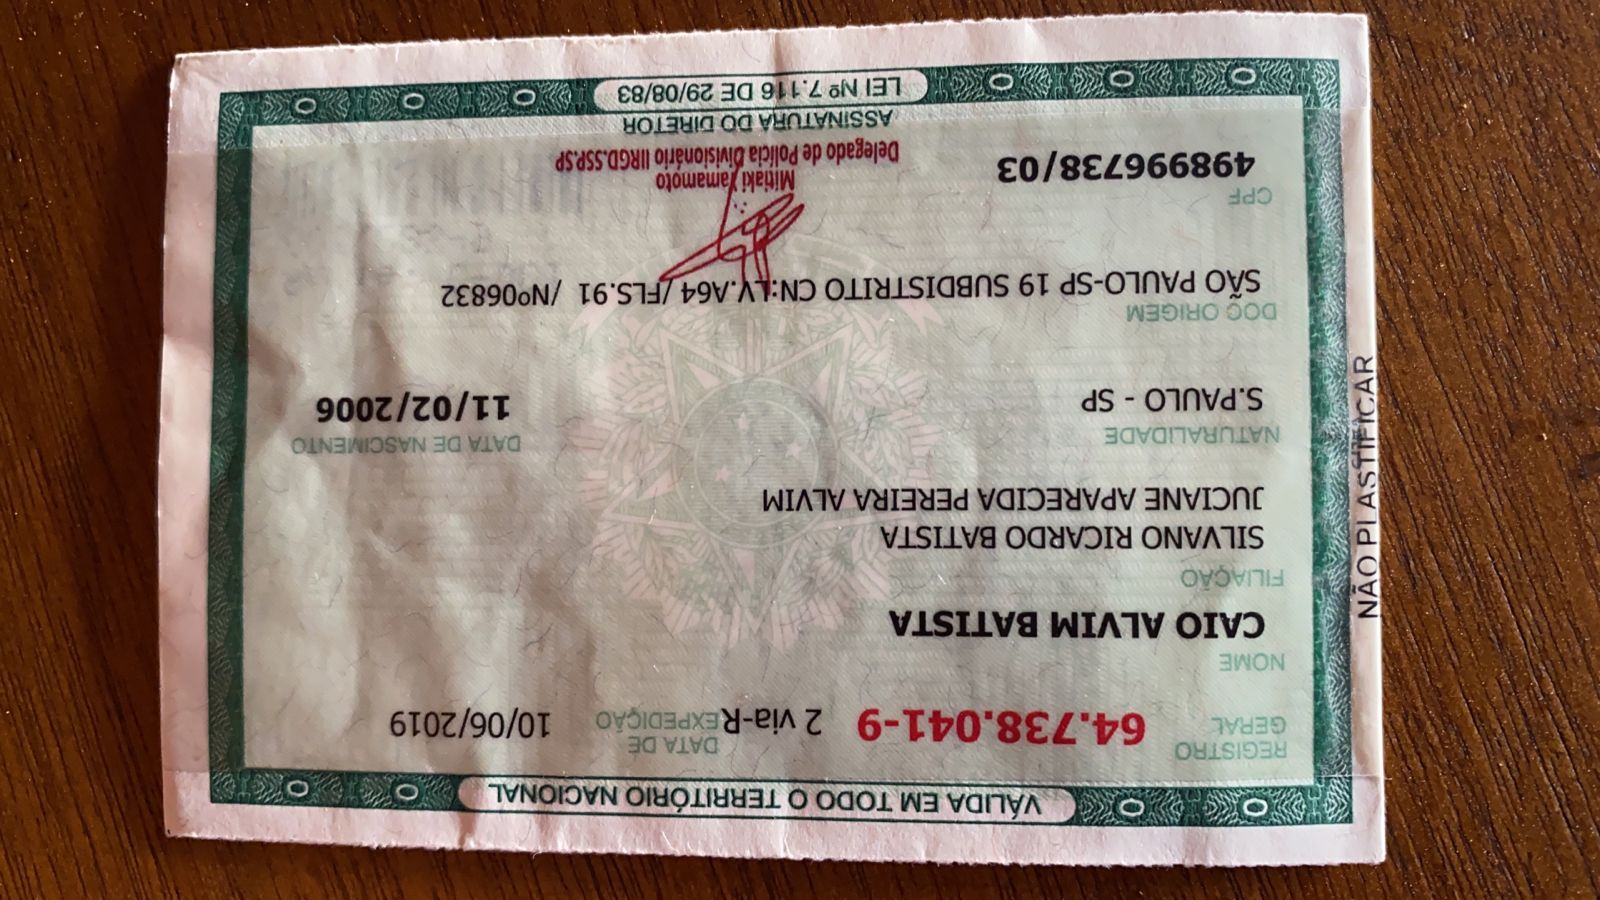 VÁLIDA EM TODO O TERRITÓRIO NACIONAL
REGISTRO GERAL 64.738.041-9 2 via-R DATA DE EXPEDIÇÃO 10/06/2019
NOME
CAIO ALVIM BATISTA
FILIAÇÃO
SILVANO RICARDO BATISTA
JUCIANE APARECIDA PEREIRA ALVIM
NATURALIDADE DATA DE NASCIMENTO
S.PAULO - SP 11/02/2006
DOC ORIGEM
SÃO PAULO-SP 19 SUBDISTRITO CN:LV.A64 /FLS.91 /Nº06832
CPF
498996738/03
Mitiaki Yamamoto
Delegado de Polícia Divisionário IIRGD.SSP.SP
ASSINATURA DO DIRETOR
LEI Nº 7.116 DE 29/08/83
NÃO PLASTIFICAR